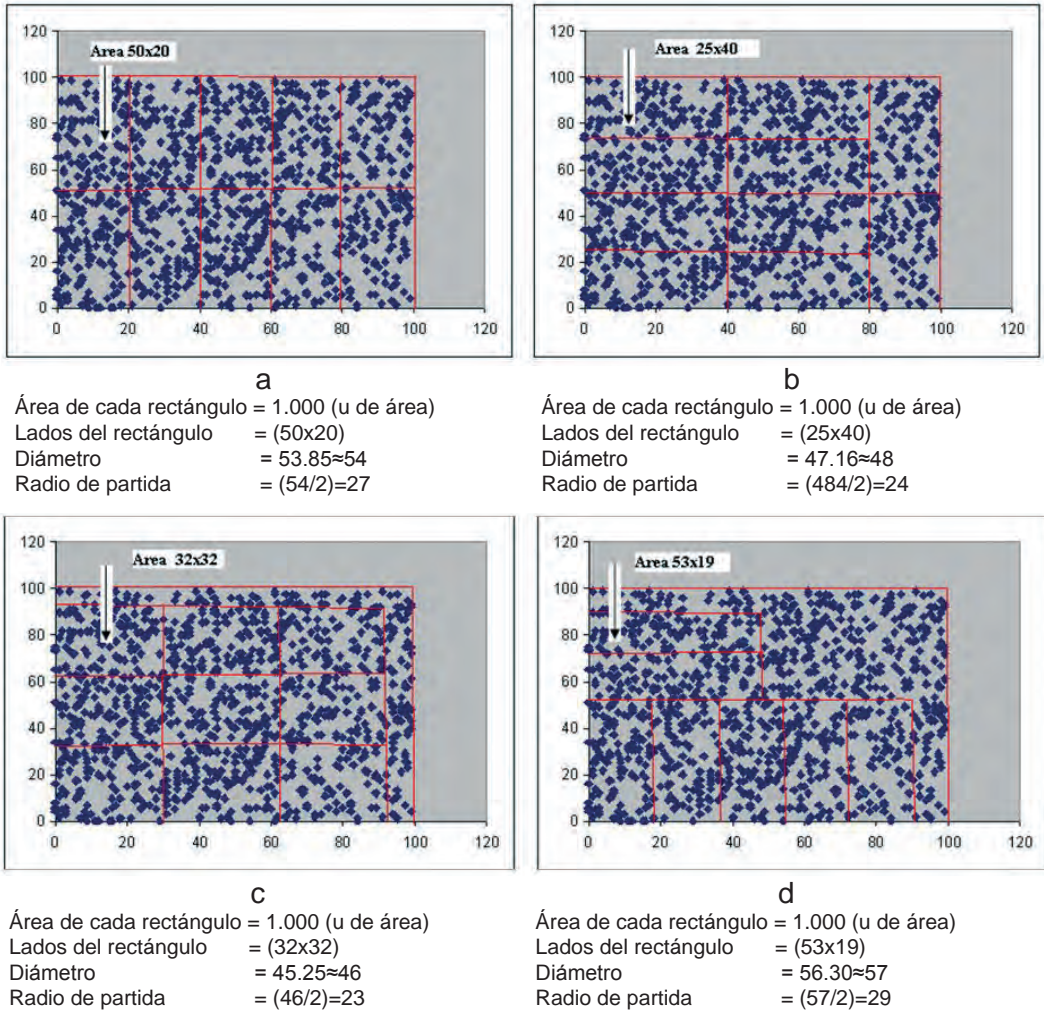 120
100
80
60
40
20
0
0 20 40 60 80 100 120
Area 50x20
120
100
80
60
40
20
0
0 20 40 60 80 100 120
Area 25x40
a
Área de cada rectángulo = 1.000 (u de área)
Lados del rectángulo = (50x20)
Diámetro = 53.85≈54
Radio de partida = (54/2)=27
b
Área de cada rectángulo = 1.000 (u de área)
Lados del rectángulo = (25x40)
Diámetro = 47.16≈48
Radio de partida = (484/2)=24
120
100
80
60
40
20
0
0 20 40 60 80 100 120
Area 32x32
120
100
80
60
40
20
0
0 20 40 60 80 100 120
Area 53x19
c
Área de cada rectángulo = 1.000 (u de área)
Lados del rectángulo = (32x32)
Diámetro = 45.25≈46
Radio de partida = (46/2)=23
d
Área de cada rectángulo = 1.000 (u de área)
Lados del rectángulo = (53x19)
Diámetro = 56.30≈57
Radio de partida = (57/2)=29